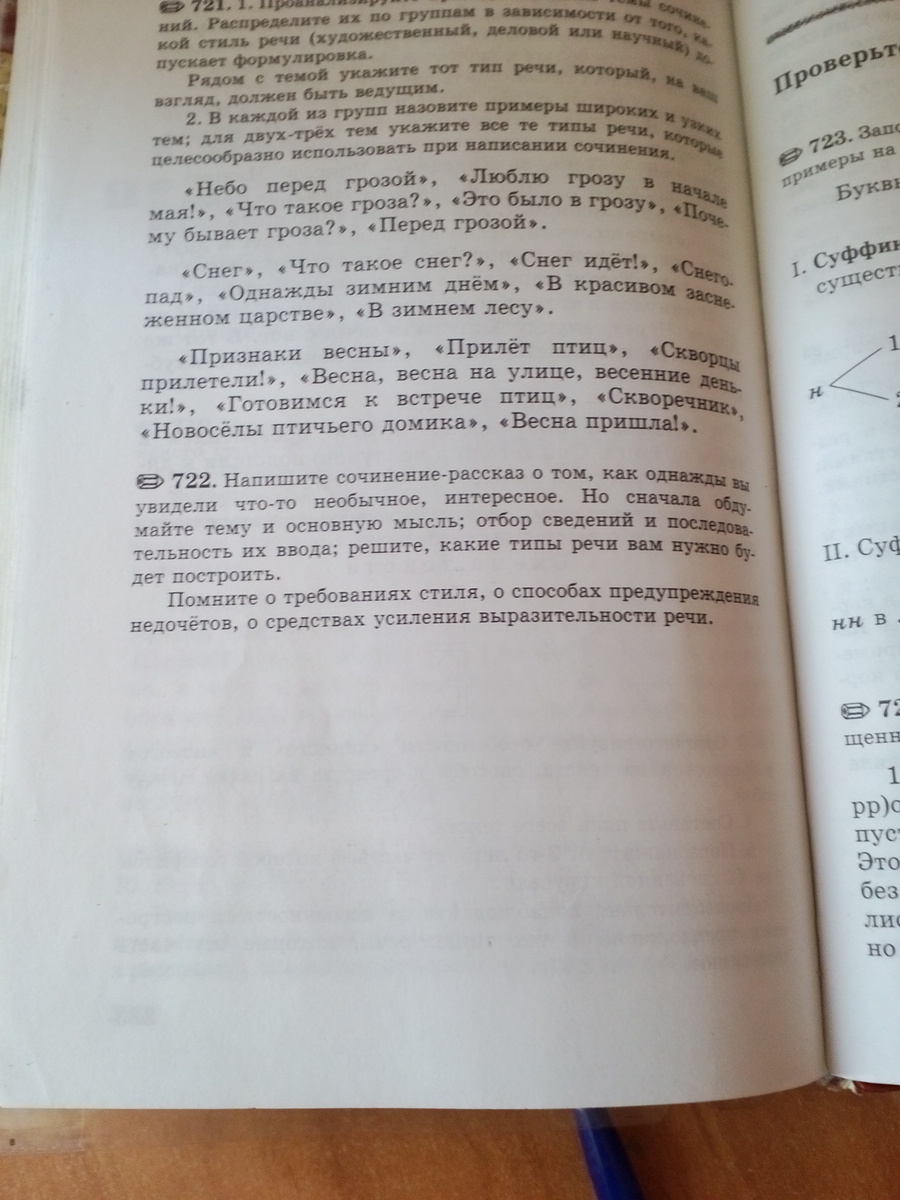 721. 1. Проанализируйте темы сочине-
ний. Распределите их по группам в зависимости от того, ка-
кой стиль речи (художественный, деловой или научный) до-
пускает формулировка.
Рядом с темой укажите тот тип речи, который, на ваш
взгляд, должен быть ведущим.
2. В каждой из групп назовите примеры широких и узких
тем; для двух-трёх тем укажите все те типы речи, которые
целесообразно использовать при написании сочинения.
«Небо перед грозой», «Люблю грозу в начале
мая!», «Что такое гроза?», «Это было в грозу», «Поче-
му бывает гроза?», «Перед грозой».
«Снег», «Что такое снег?», «Снег идёт!», «Снего-
пад», «Однажды зимним днём», «В красивом засне-
женном царстве», «В зимнем лесу».
«Признаки весны», «Прилёт птиц», «Скворцы
прилетели!», «Весна, весна на улице, весенние день-
ки!», «Готовимся к встрече птиц», «Скворечник»,
«Новосёлы птичьего домика», «Весна пришла!».
722. Напишите сочинение-рассказ о том, как однажды вы
увидели что-то необычное, интересное. Но сначала обду-
майте тему и основную мысль; отбор сведений и последова-
тельность их ввода; решите, какие типы речи вам нужно бу-
дет построить.
Помните о требованиях стиля, о способах предупреждения
недочётов, о средствах усиления выразительности речи.
Проверьте
723. Запо
примеры на
Буквы
I. Суффик
существ
1
н
2
II. Суф
нн в
72
щенн
1
рр)о
пуст
Это
без
лис
но